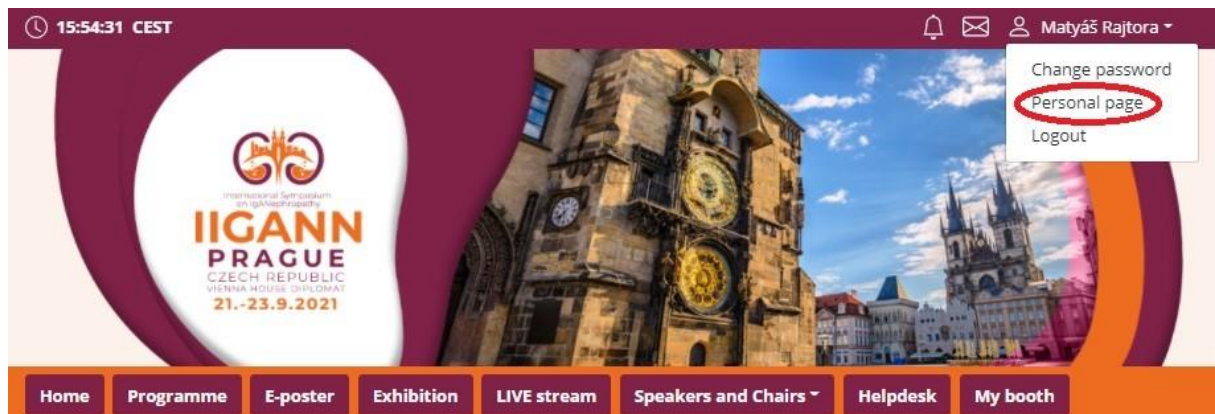 15:54:31 CEST
Matyáš Rajtora
Change password
Personal page
Logout
International Symposium
on IgA Nephropathy
IIGANN
PRAGUE
CZECH REPUBLIC
VIENNA HOUSE DIPLOMAT
21.-23.9.2021
Home Programme E-poster Exhibition LIVE stream Speakers and Chairs Helpdesk My booth